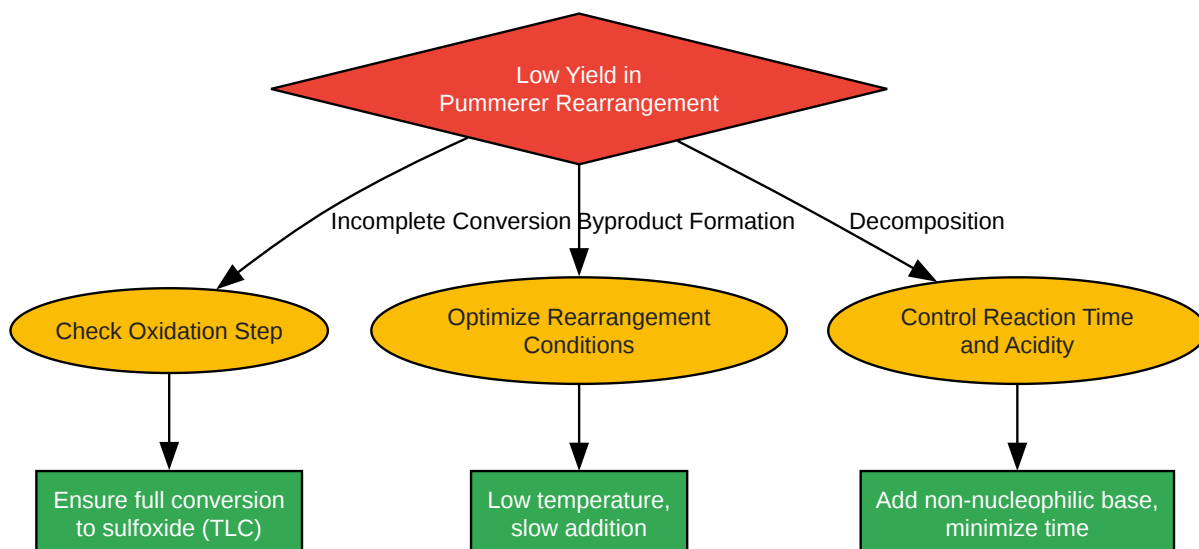 Low Yield in
Pummerer Rearrangement
Incomplete Conversion
Byproduct Formation
Decomposition
Check Oxidation Step
Optimize Rearrangement
Conditions
Control Reaction Time
and Acidity
Ensure full conversion
to sulfoxide (TLC)
Low temperature,
slow addition
Add non-nucleophilic base,
minimize time